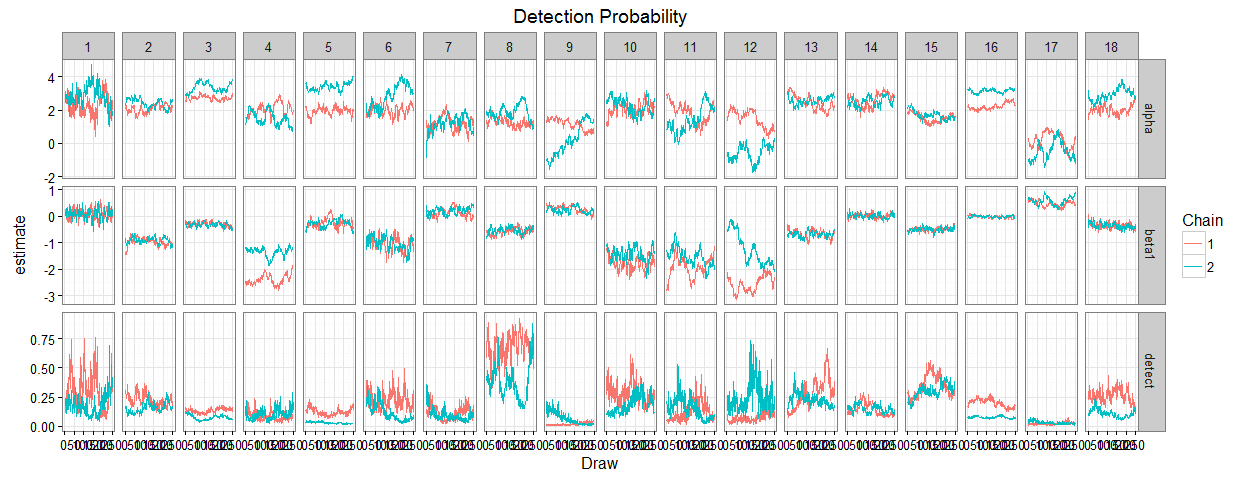 Detection Probability
1 2 3 4 5 6 7 8 9 10 11 12 13 14 15 16 17 18
4
2
0
-2
alpha
1
0
-1
-2
-3
beta1
0.75
0.50
0.25
0.00
detect
estimate
Draw
Chain
1
2